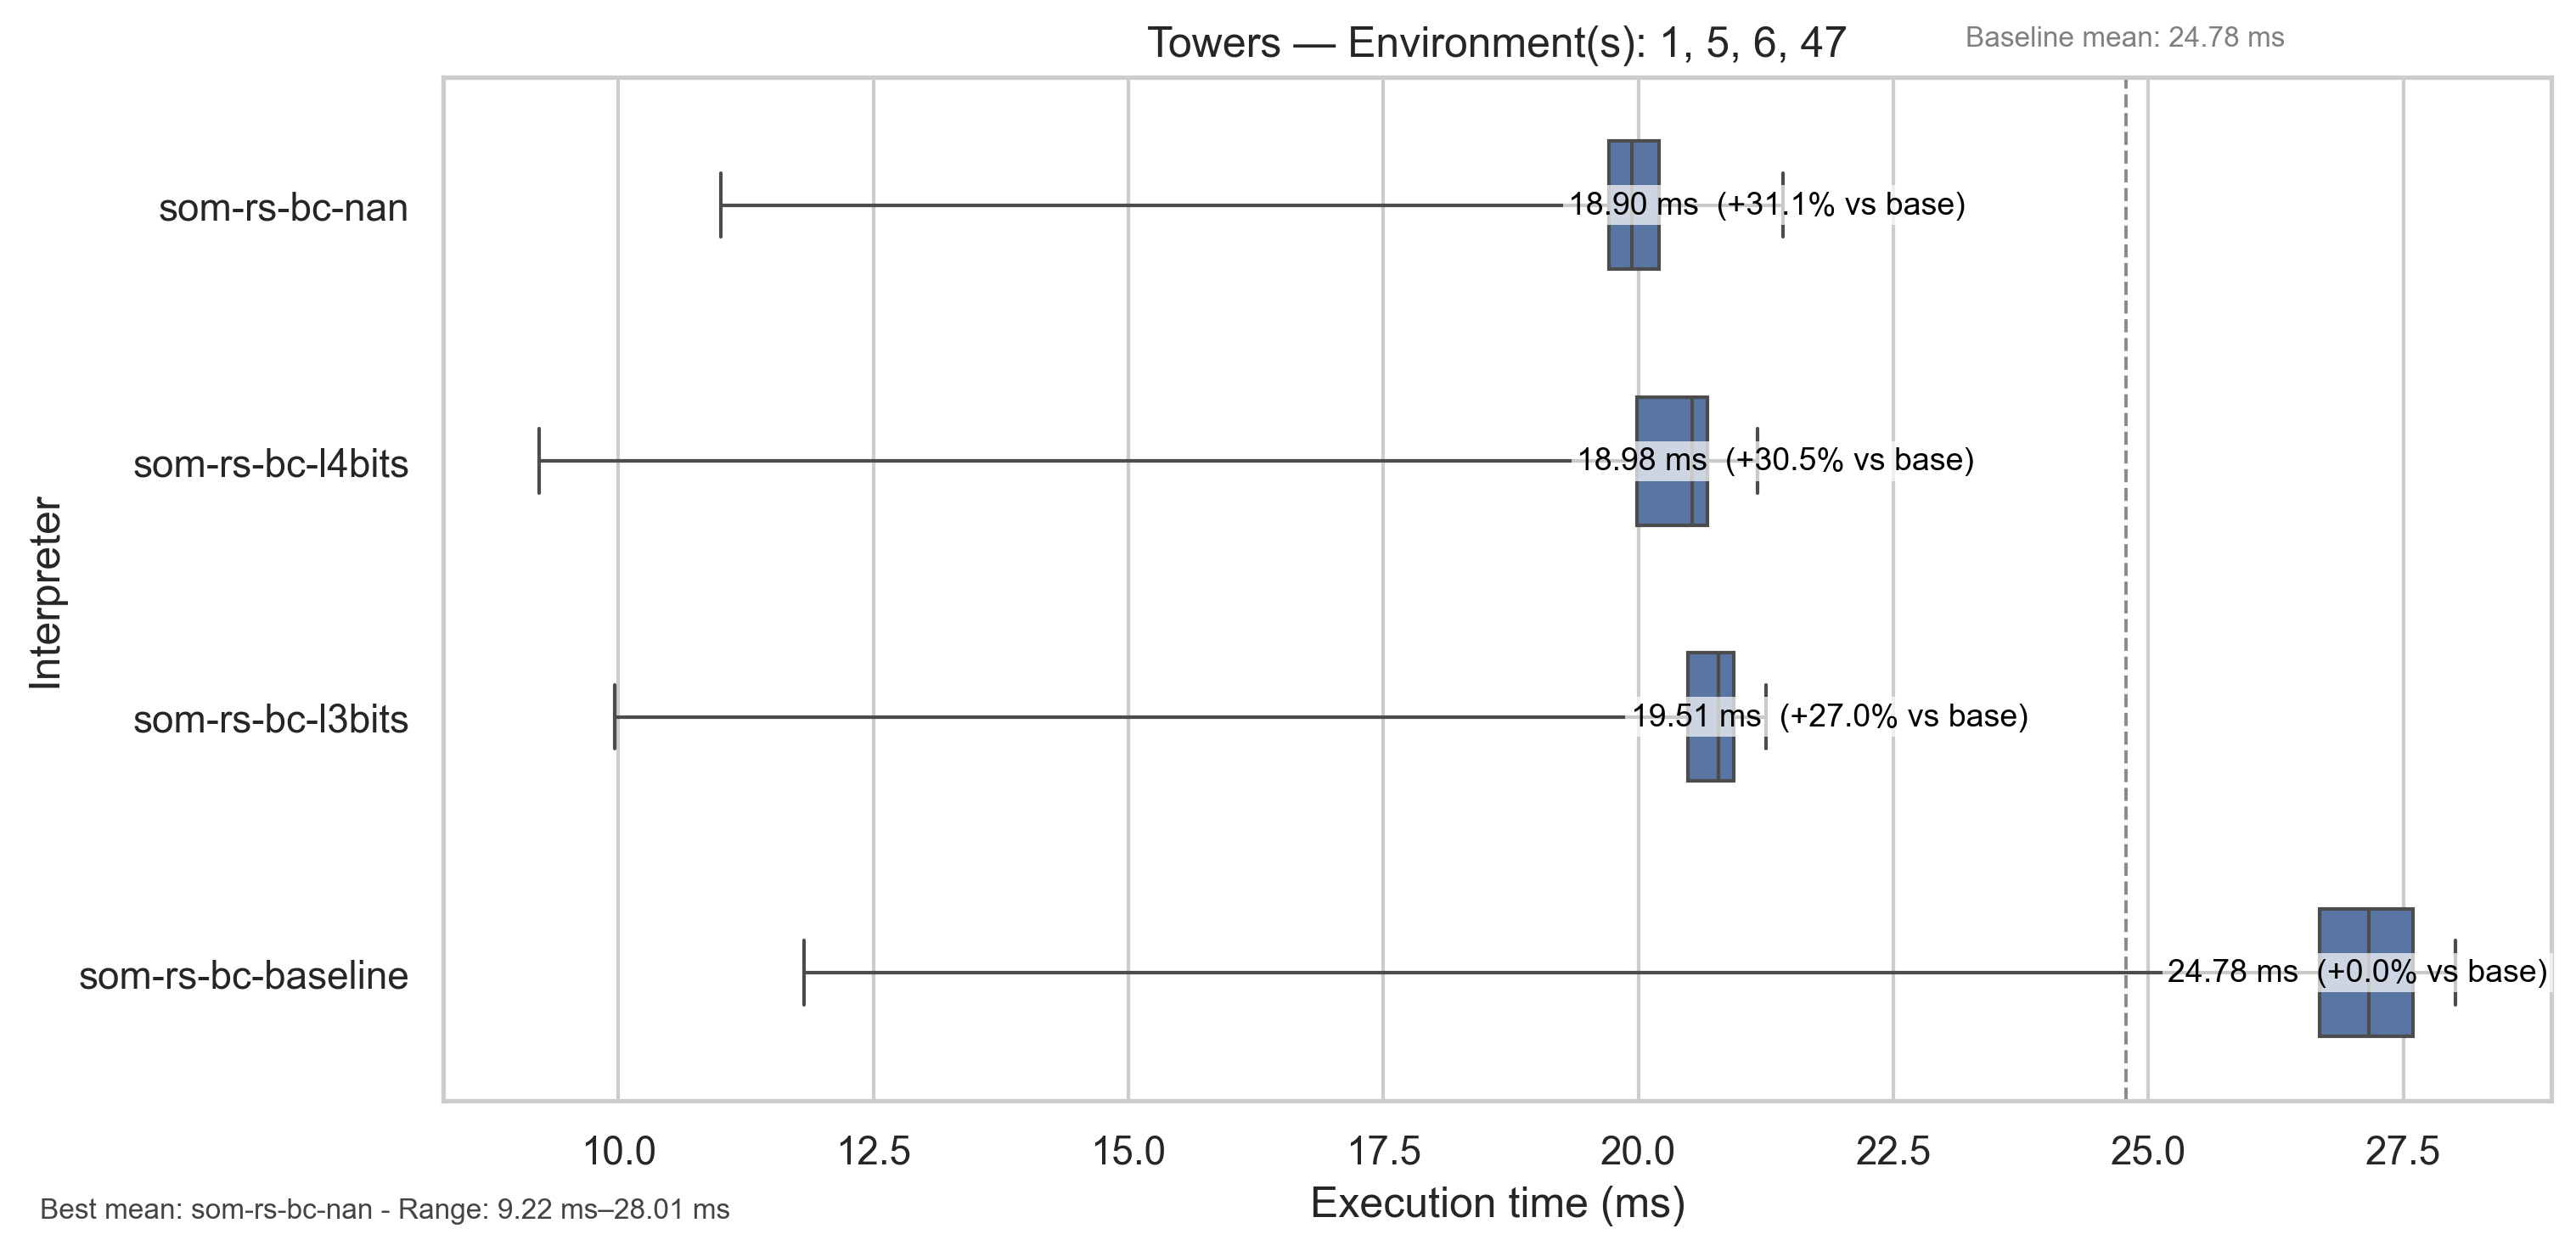 Towers — Environment(s): 1, 5, 6, 47
Baseline mean: 24.78 ms
Interpreter
som-rs-bc-nan
18.90 ms  (+31.1% vs base)
som-rs-bc-l4bits
18.98 ms  (+30.5% vs base)
som-rs-bc-l3bits
19.51 ms  (+27.0% vs base)
som-rs-bc-baseline
24.78 ms  (+0.0% vs base)
10.0 12.5 15.0 17.5 20.0 22.5 25.0 27.5
Execution time (ms)
Best mean: som-rs-bc-nan - Range: 9.22 ms–28.01 ms